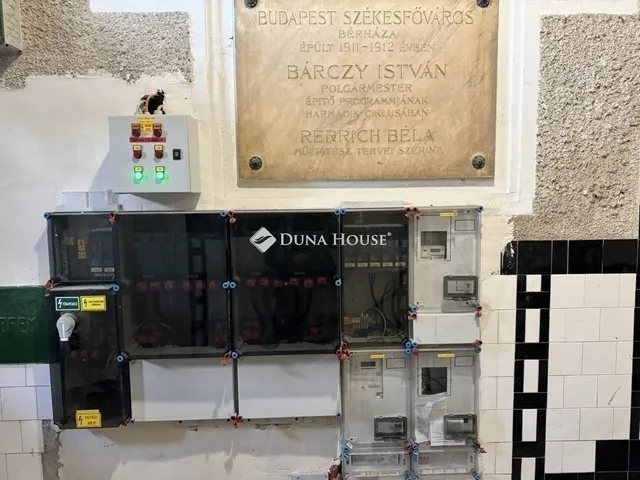 BUDAPEST SZÉKESFŐVÁROS
BÉRHÁZA
ÉPÜLT 1911-1912 ÉVBEN
BÁRCZY ISTVÁN
POLGÁRMESTER
ÉPÍTŐ PROGRAMMJÁNAK
HARMADIK CIKLUSÁBAN
RERRICH BÉLA
MŰÉPÍTÉSZ TERVEI SZERINT.
DUNA HOUSE®